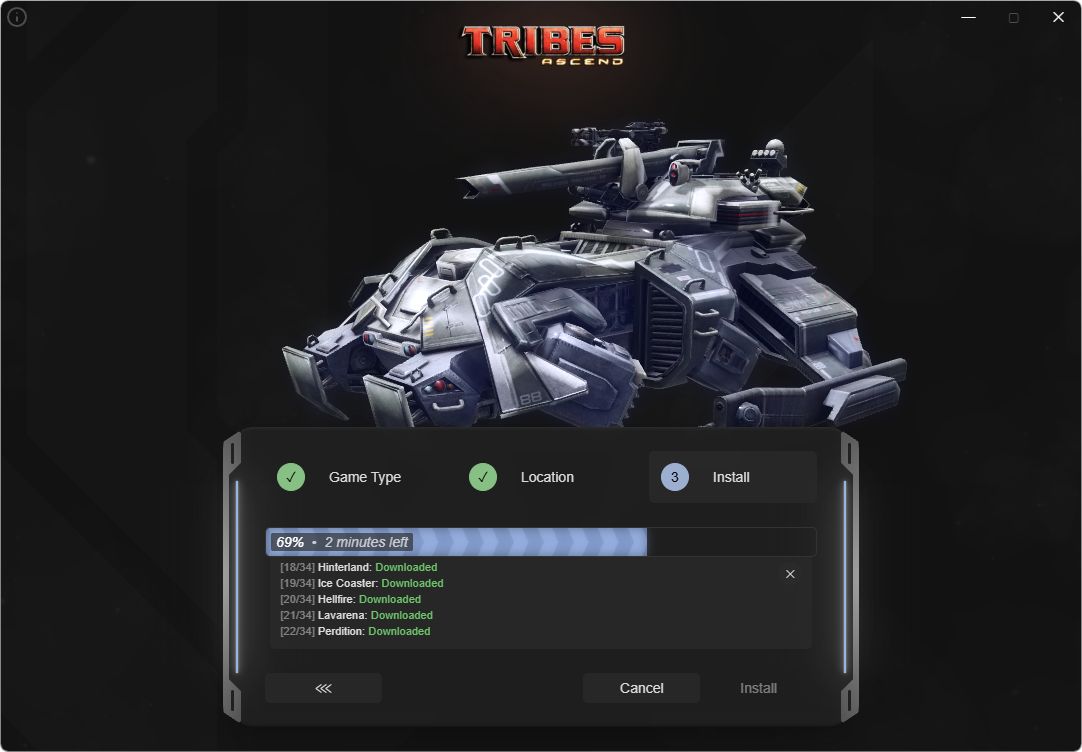 TRIBES
ASCEND
88
✓ Game Type ✓ Location 3 Install
69% • 2 minutes left
[18/34] Hinterland: Downloaded
[19/34] Ice Coaster: Downloaded
[20/34] Hellfire: Downloaded
[21/34] Lavarena: Downloaded
[22/34] Perdition: Downloaded
Cancel Install